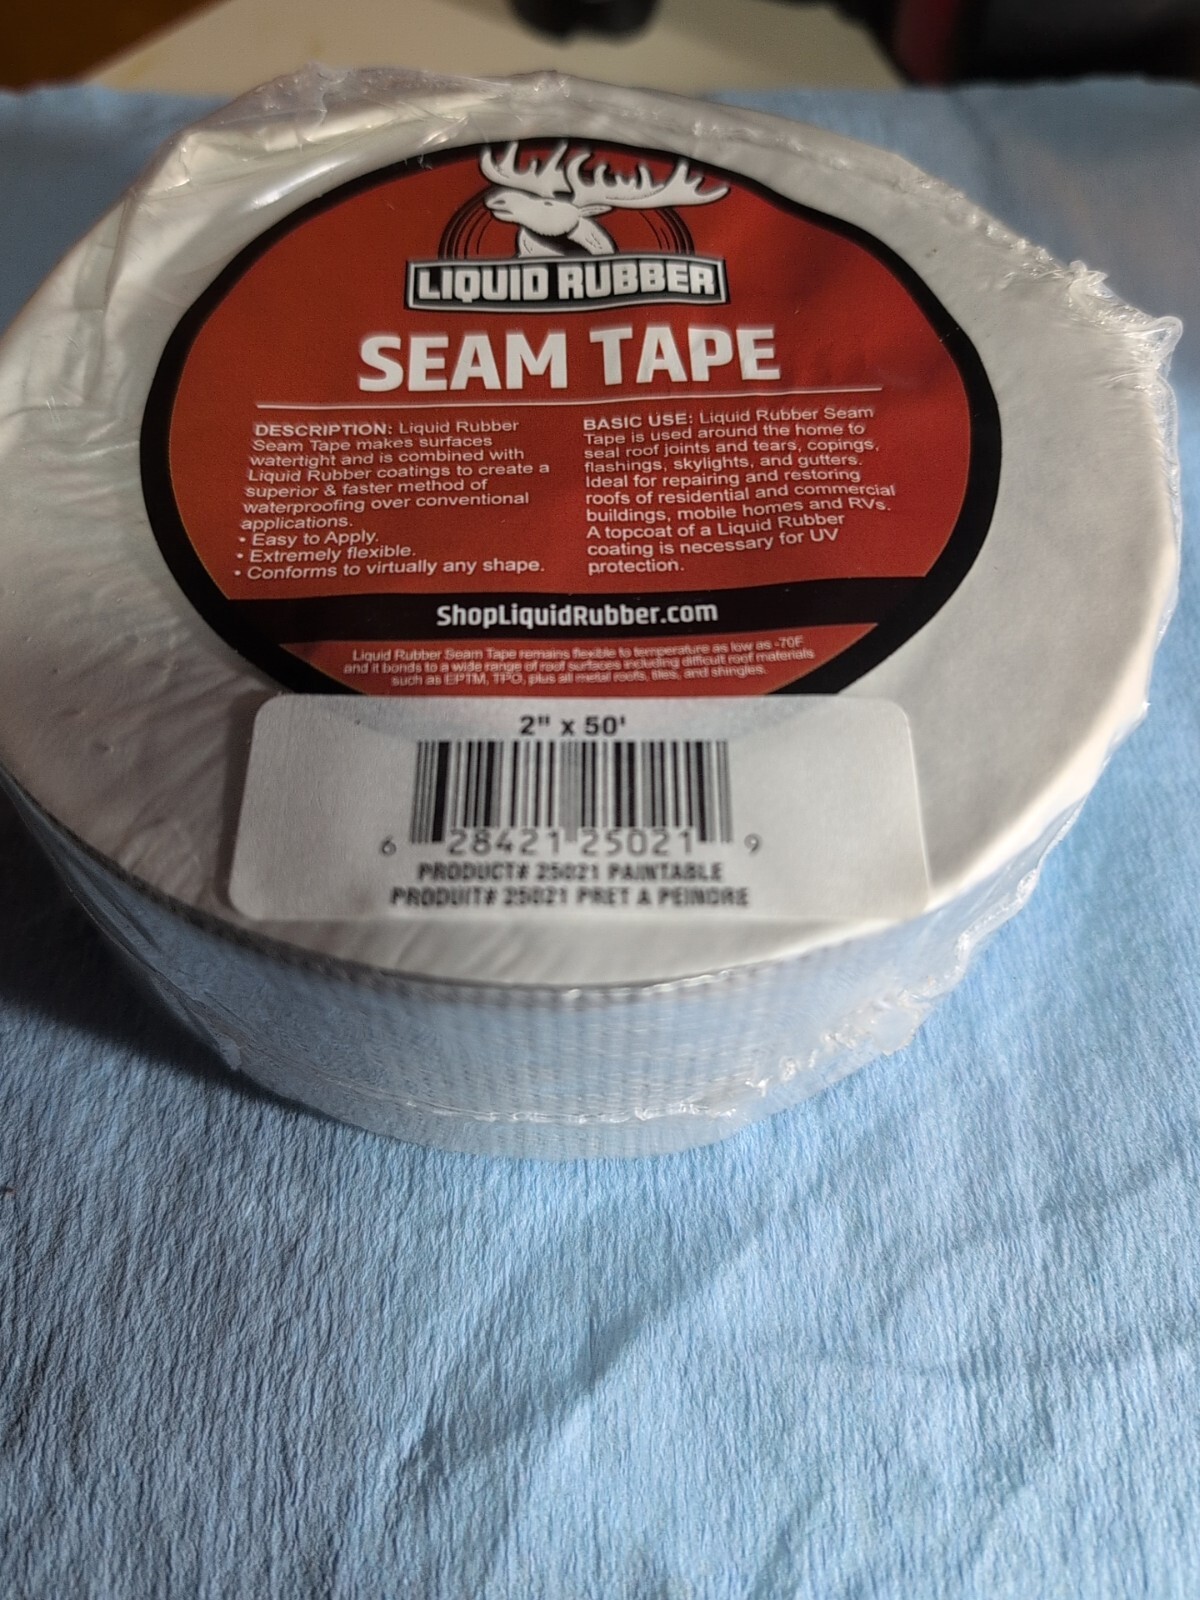 LIQUID RUBBER
SEAM TAPE
DESCRIPTION: Liquid Rubber
Seam Tape makes surfaces
watertight and is combined with
Liquid Rubber coatings to create a
superior & faster method of
waterproofing over conventional
applications.
• Easy to Apply.
• Extremely flexible.
• Conforms to virtually any shape.
BASIC USE: Liquid Rubber Seam
Tape is used around the home to
seal roof joints and tears, copings,
flashings, skylights, and gutters.
Ideal for repairing and restoring
roofs of residential and commercial
buildings, mobile homes and RVs.
A topcoat of a Liquid Rubber
coating is necessary for UV
protection.
ShopLiquidRubber.com
Liquid Rubber Seam Tape remains flexible to temperature as low as -70F
and it bonds to a wide range of roof surfaces including difficult roof materials
such as EPTM, TPO, plus all metal roofs, tiles, and shingles.
2" x 50'
6 28421 25021 9
PRODUCT# 25021 PAINTABLE
PRODUIT# 25021 PRET A PEINDRE